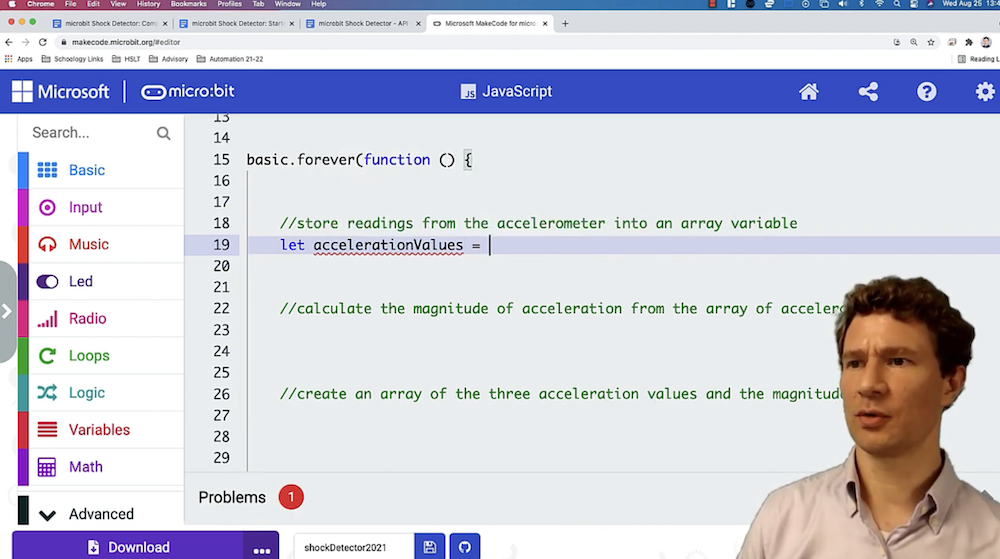 Chrome File Edit View History Bookmarks Profiles Tab Window Help Wed Aug 25 13:4
microbit Shock Detector: Com microbit Shock Detector: Start microbit Shock Detector - API Microsoft MakeCode for micro
makecode.microbit.org/#editor
Apps Schoology Links HSLT Advisory Automation 21-22 Reading L
Microsoft micro:bit JS JavaScript
Search...
Basic
Input
Music
Led
Radio
Loops
Logic
Variables
Math
Advanced
13
14
15 basic.forever(function () {
16
17
18 //store readings from the accelerometer into an array variable
19 let accelerationValues =
20
21
22 //calculate the magnitude of acceleration from the array of acceler
23
24
25
26 //create an array of the three acceleration values and the magnitud
27
28
29
Problems 1
Download ... shockDetector2021